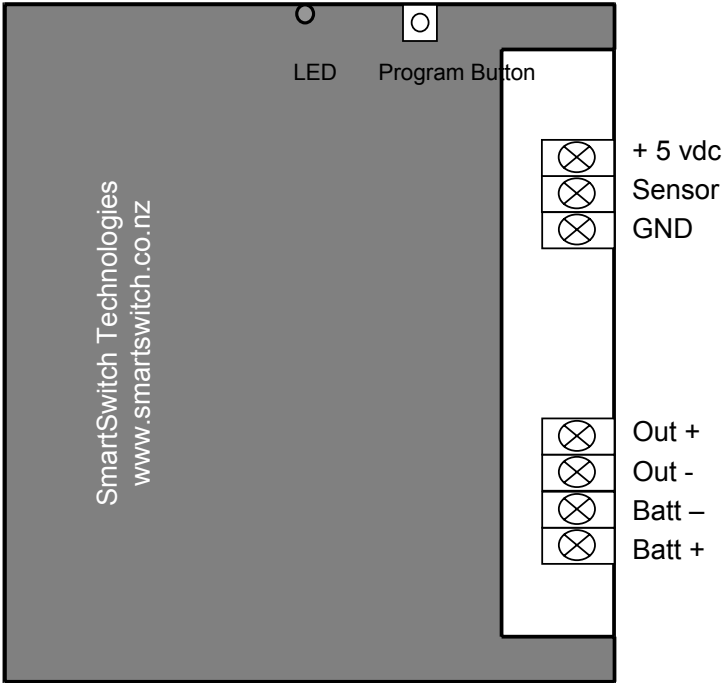 LED Program Button
+ 5 vdc
Sensor
GND
SmartSwitch Technologies
www.smartswitch.co.nz
Out +
Out -
Batt –
Batt +